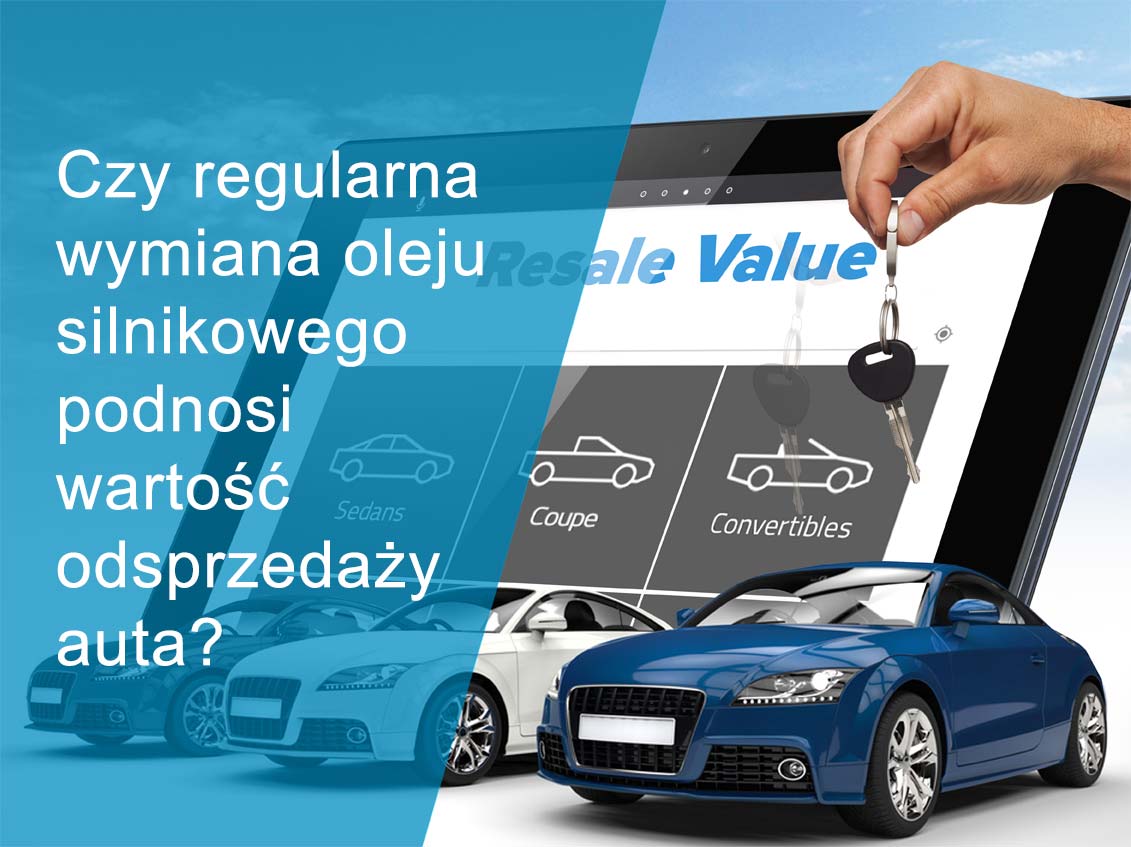 Czy regularna
wymiana oleju
silnikowego
podnosi
wartość
odsprzedaży
auta?
Resale Value
Sedans
Coupe
Convertibles